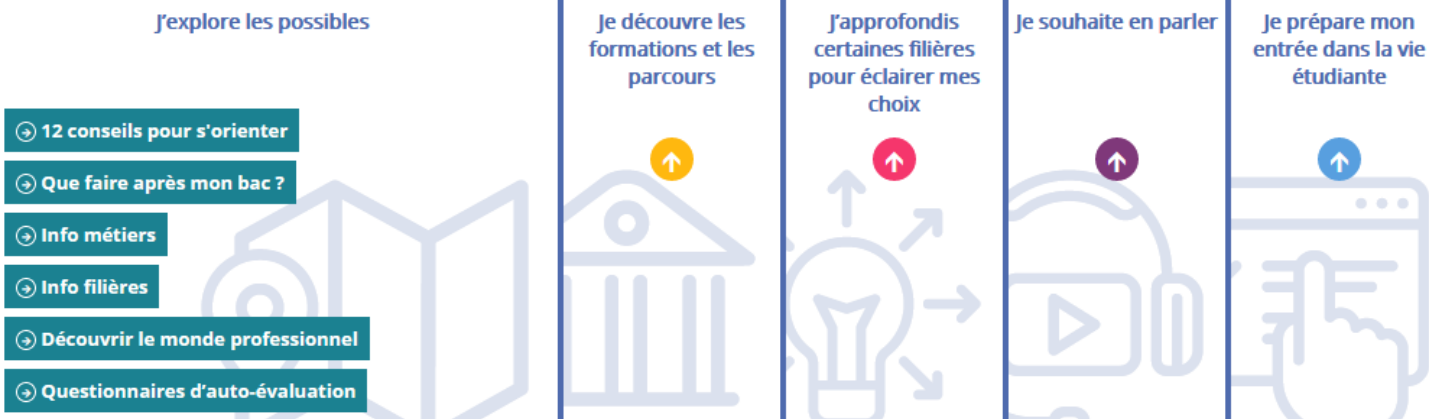 J'explore les possibles
12 conseils pour s'orienter
Que faire après mon bac ?
Info métiers
Info filières
Découvrir le monde professionnel
Questionnaires d'auto-évaluation
Je découvre les
formations et les
parcours
J'approfondis
certaines filières
pour éclairer mes
choix
Je souhaite en parler
Je prépare mon
entrée dans la vie
étudiante